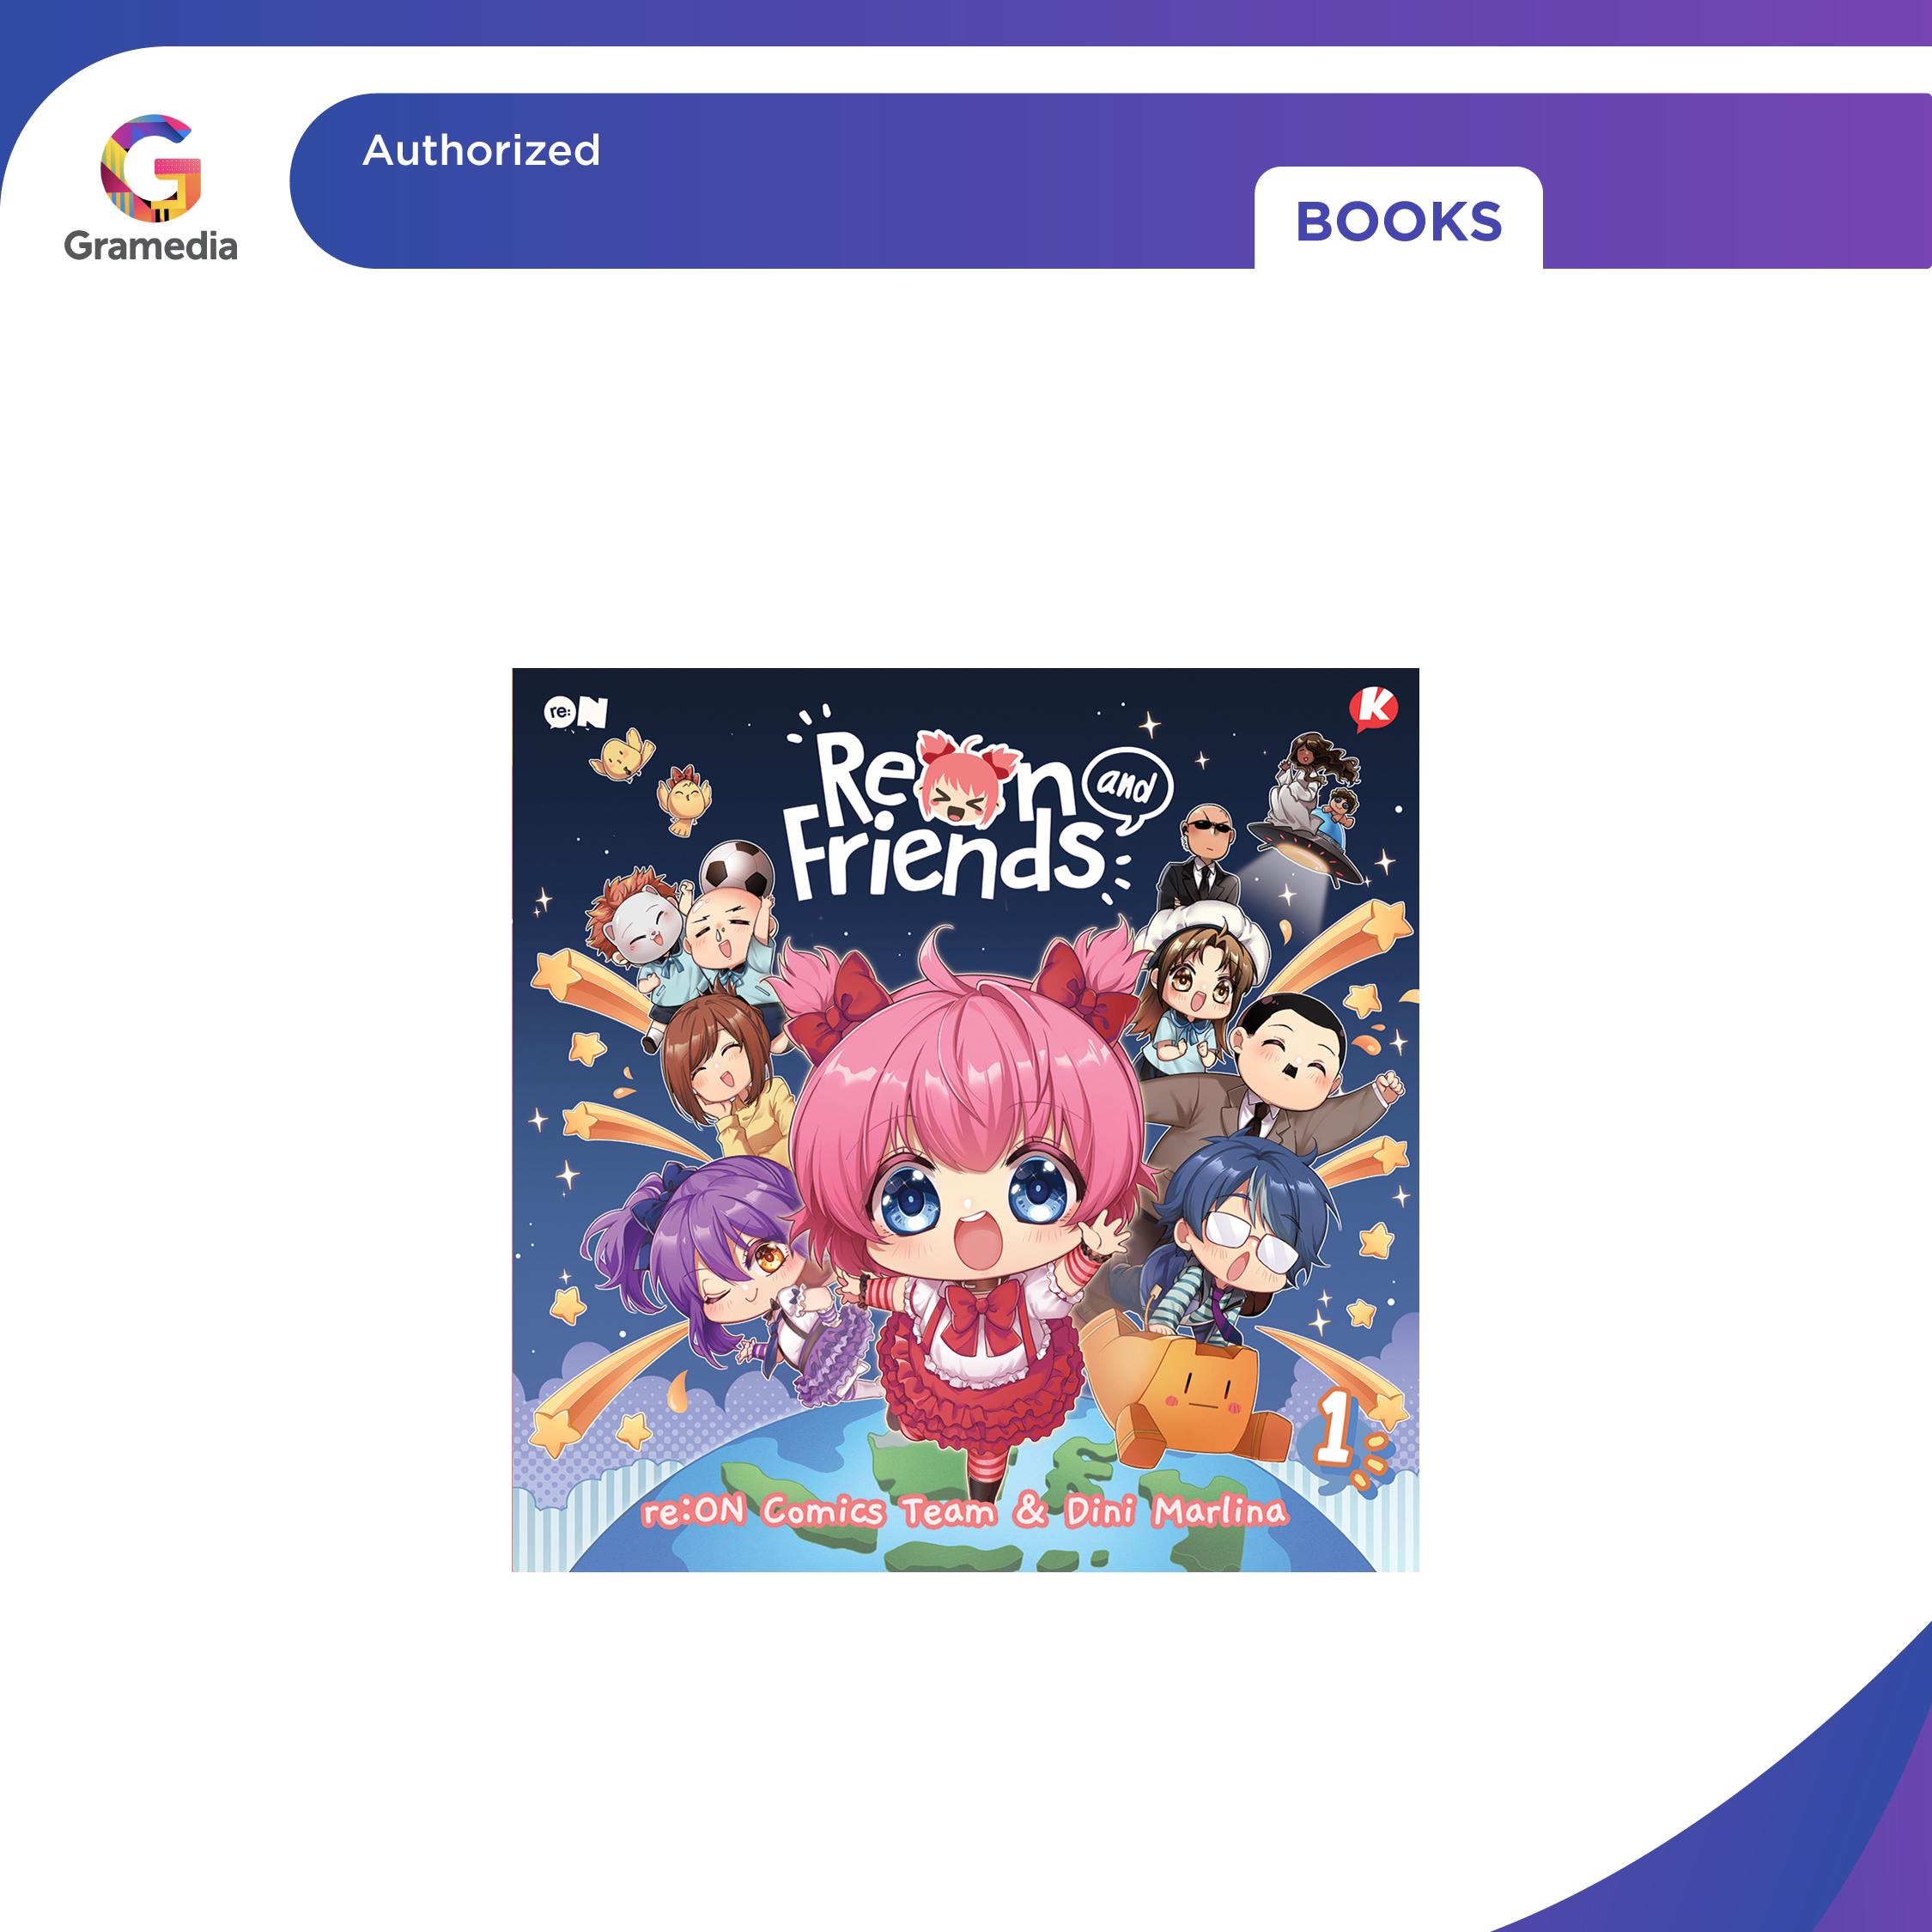 Gramedia
Authorized
BOOKS
re:ON
K
Reon and
Friends
1
re:ON Comics Team & Dini Marlina